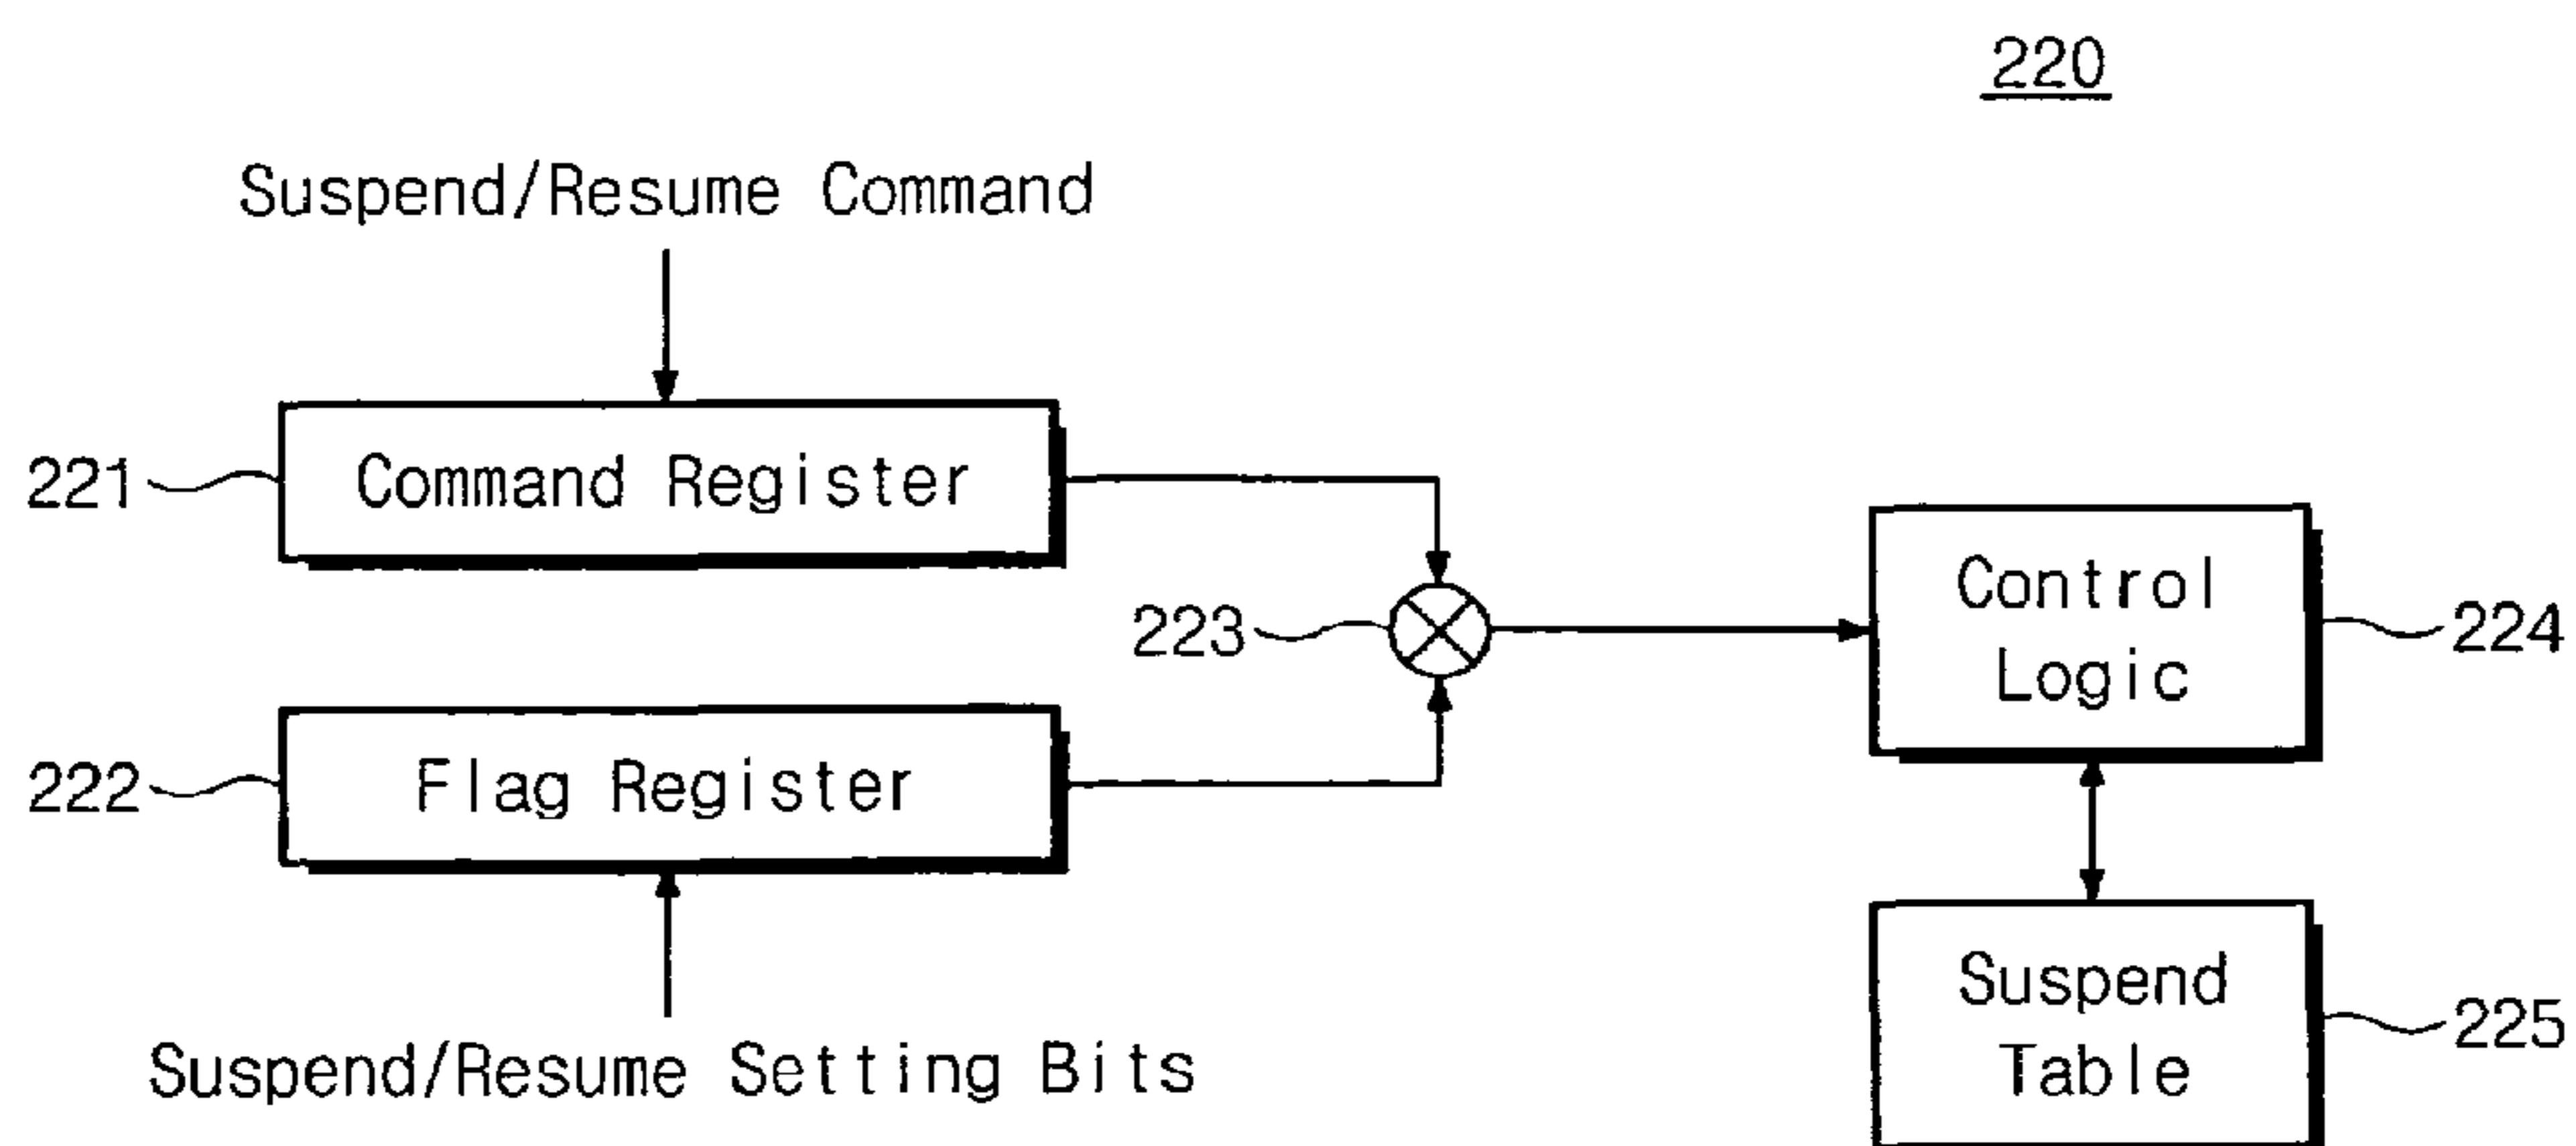 220
Suspend/Resume Command
221
Command Register
223
Control
Logic
224
222
Flag Register
Suspend
Table
225
Suspend/Resume Setting Bits